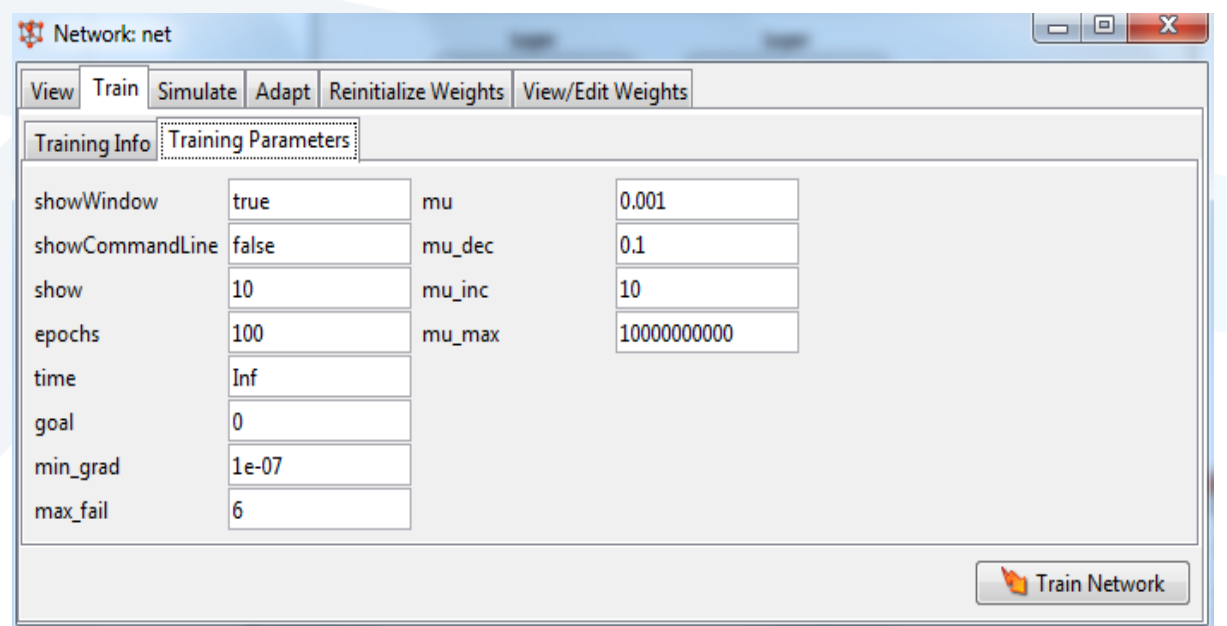 Network: net
View Train Simulate Adapt Reinitialize Weights View/Edit Weights
Training Info Training Parameters
showWindow true mu 0.001
showCommandLine false mu_dec 0.1
show 10 mu_inc 10
epochs 100 mu_max 10000000000
time Inf
goal 0
min_grad 1e-07
max_fail 6
Train Network